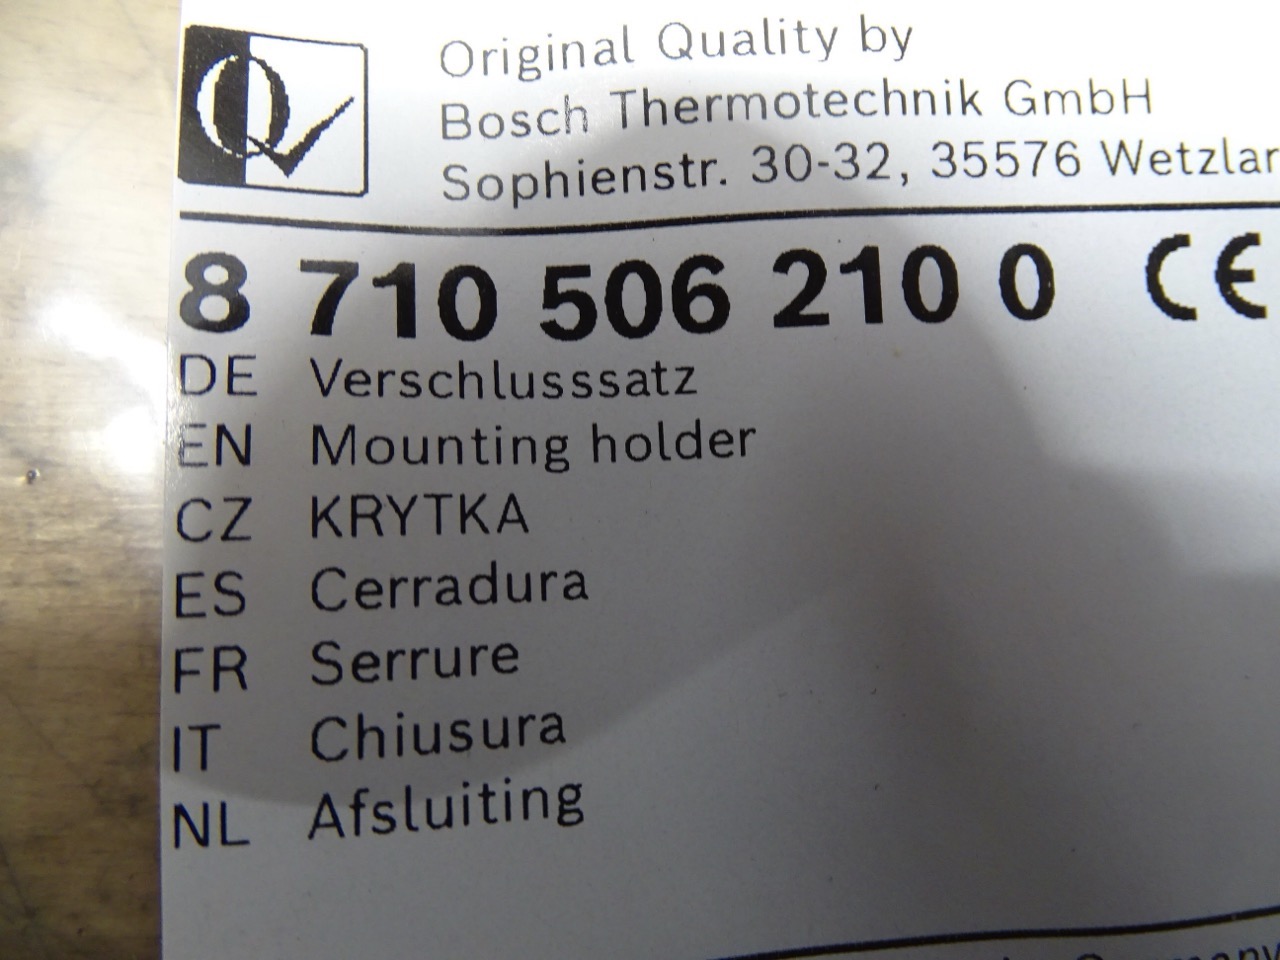 Original Quality by
Bosch Thermotechnik GmbH
Sophienstr. 30-32, 35576 Wetzlar
8 710 506 210 0 CE
DE Verschlusssatz
EN Mounting holder
CZ KRYTKA
ES Cerradura
FR Serrure
IT Chiusura
NL Afsluiting